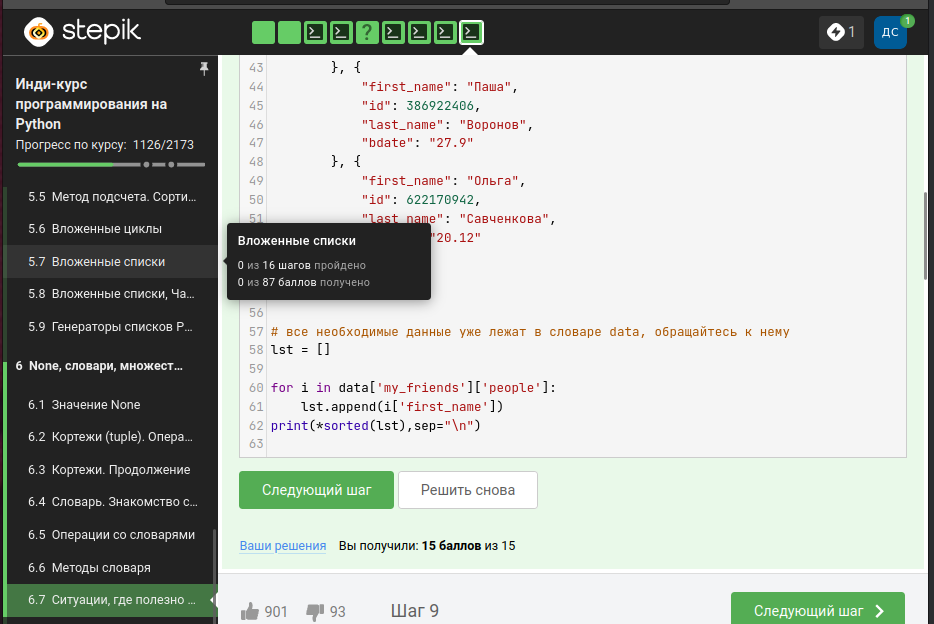 stepik
?
1
ДС
1
Инди-курс
программирования на
Python
Прогресс по курсу: 1126/2173
5.5 Метод подсчета. Сорти...
5.6 Вложенные циклы
5.7 Вложенные списки
5.8 Вложенные списки, Ча...
5.9 Генераторы списков Р...
6 None, словари, множест...
6.1 Значение None
6.2 Кортежи (tuple). Опера...
6.3 Кортежи. Продолжение
6.4 Словарь. Знакомство с...
6.5 Операции со словарями
6.6 Методы словаря
6.7 Ситуации, где полезно ...
Вложенные списки
0 из 16 шагов пройдено
0 из 87 баллов получено
43 }, {
44 "first_name": "Паша",
45 "id": 386922406,
46 "last_name": "Воронов",
47 "bdate": "27.9"
48 }, {
49 "first_name": "Ольга",
50 "id": 622170942,
51 "last_name": "Савченкова",
"20.12"
56
57 # все необходимые данные уже лежат в словаре data, обращайтесь к нему
58 lst = []
59
60 for i in data['my_friends']['people']:
61 lst.append(i['first_name'])
62 print(*sorted(lst),sep="\n")
63
Следующий шаг
Решить снова
Ваши решения Вы получили: 15 баллов из 15
901
93
Шаг 9
Следующий шаг